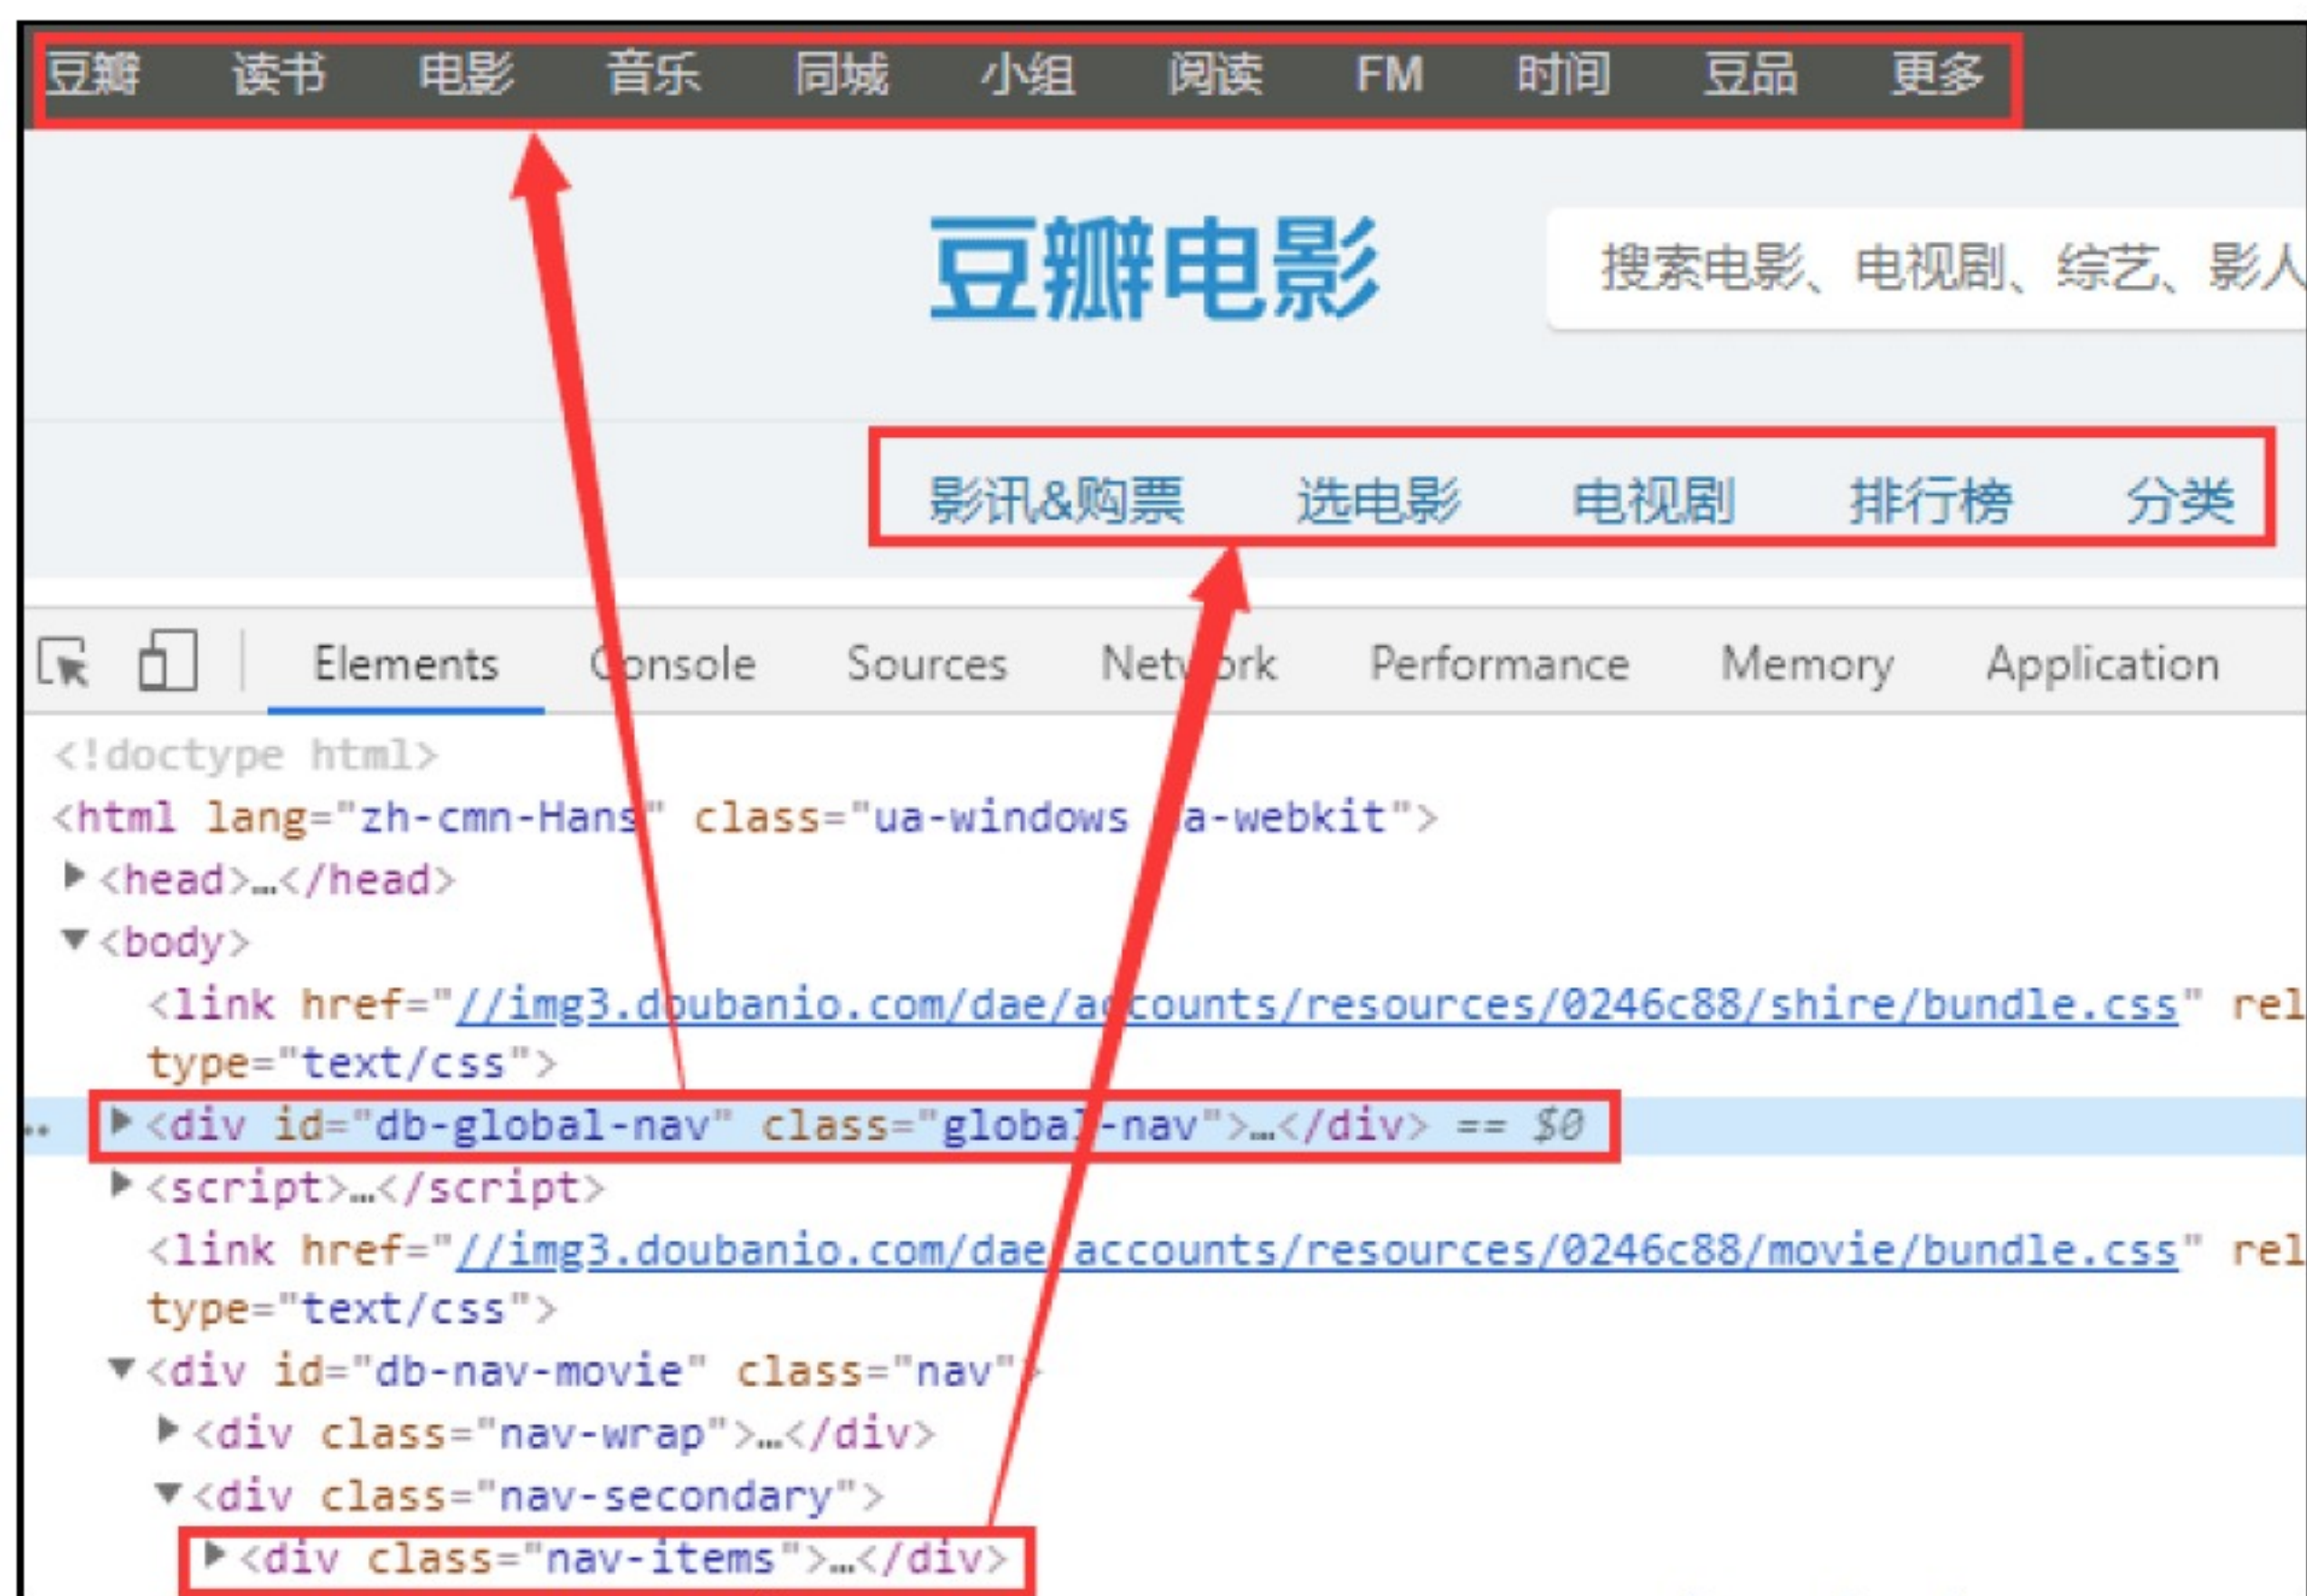 豆瓣 读书 电影 音乐 同城 小组 阅读 FM 时间 豆品 更多
豆瓣电影 搜索电影、电视剧、综艺、影人
影讯&购票 选电影 电视剧 排行榜 分类
Elements Console Sources Network Performance Memory Application
<!doctype html>
<html lang="zh-cmn-Hans" class="ua-windows ua-webkit">
<head>…</head>
<body>
<link href="//img3.doubanio.com/dae/accounts/resources/0246c88/shire/bundle.css" rel
type="text/css">
<div id="db-global-nav" class="global-nav">…</div> == $0
<script>…</script>
<link href="//img3.doubanio.com/dae/accounts/resources/0246c88/movie/bundle.css" rel
type="text/css">
<div id="db-nav-movie" class="nav">
<div class="nav-wrap">…</div>
<div class="nav-secondary">
<div class="nav-items">…</div>